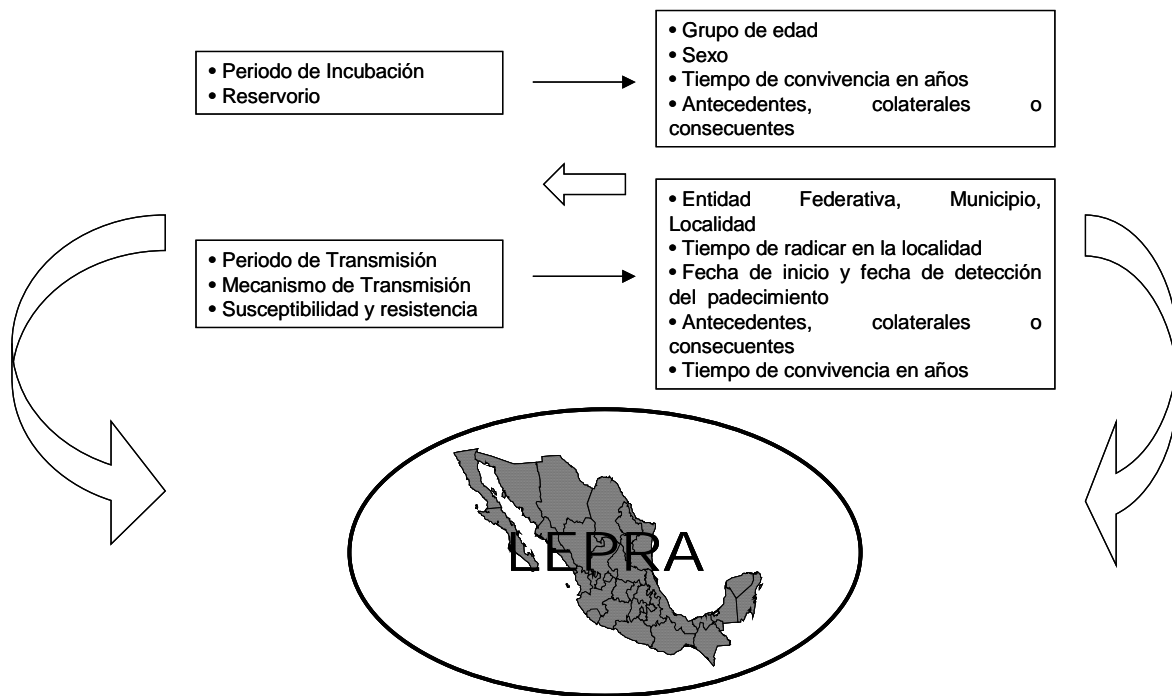 • Periodo de Incubación
• Reservorio
• Grupo de edad
• Sexo
• Tiempo de convivencia en años
• Antecedentes, colaterales o
consecuentes
• Periodo de Transmisión
• Mecanismo de Transmisión
• Susceptibilidad y resistencia
• Entidad Federativa, Municipio,
Localidad
• Tiempo de radicar en la localidad
• Fecha de inicio y fecha de detección
del padecimiento
• Antecedentes, colaterales o
consecuentes
• Tiempo de convivencia en años
LEPRA